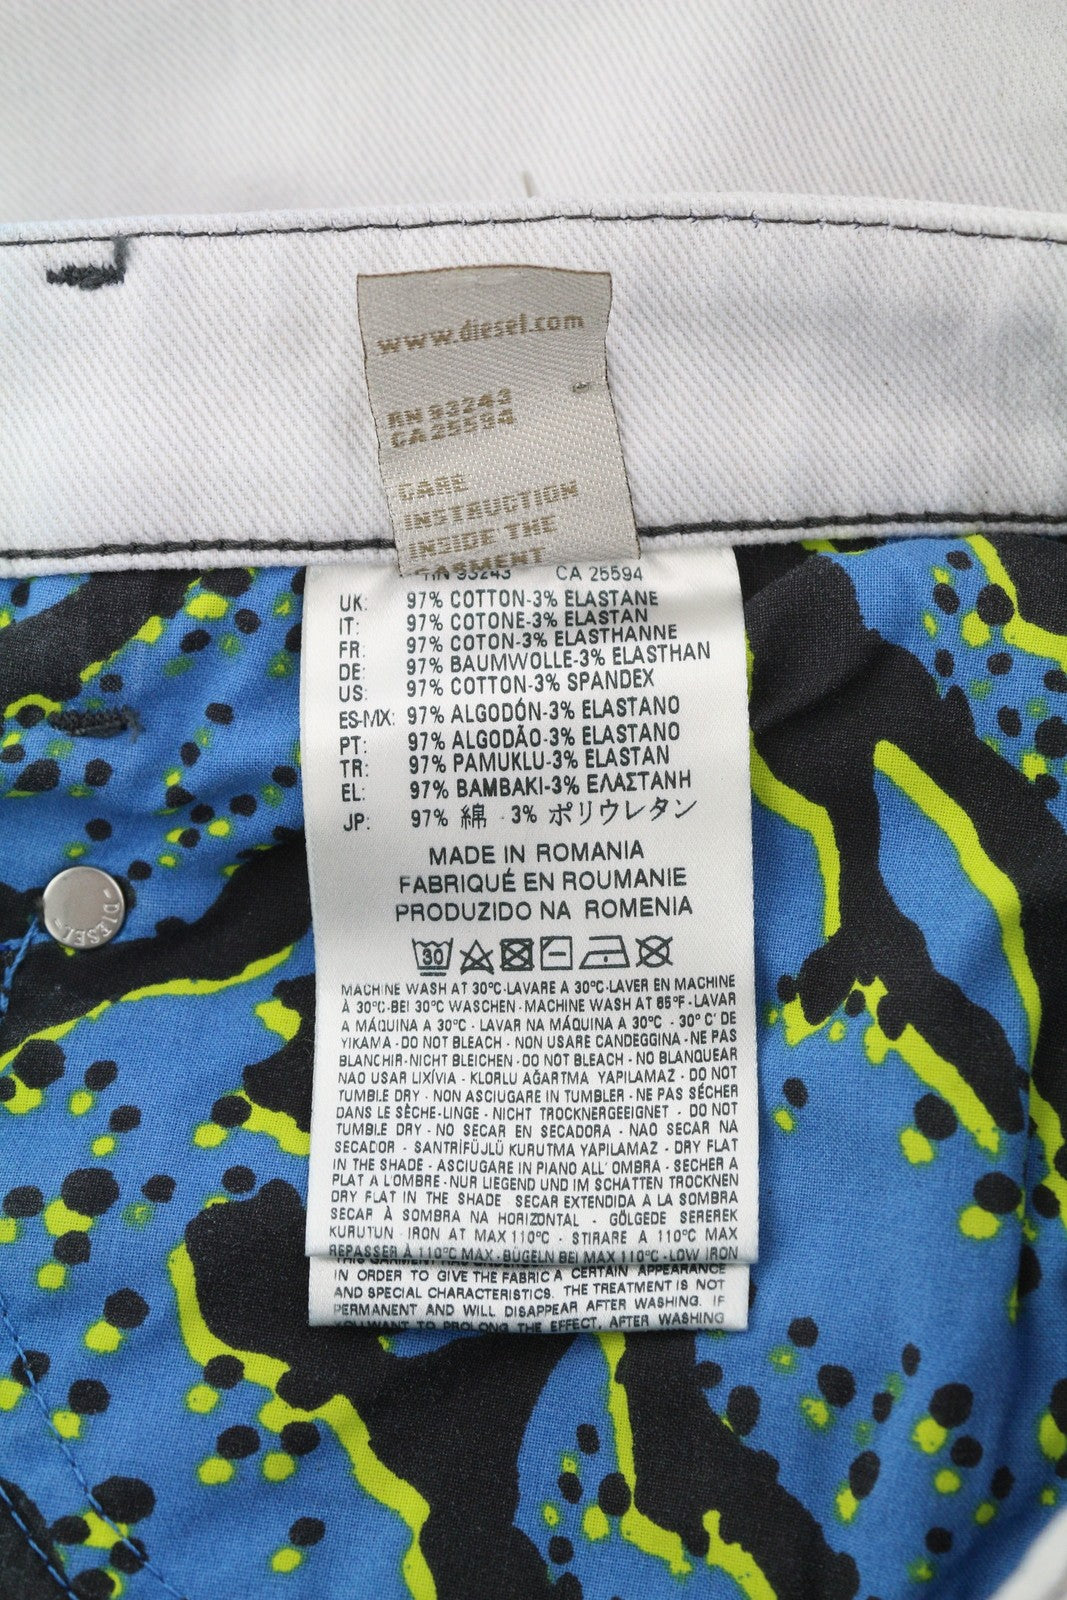 www.diesel.com
RN 93243
CA 25594
CARE
INSTRUCTION
INSIDE THE
GARMENT
93243 CA 25594
UK: 97% COTTON-3% ELASTANE
IT: 97% COTONE-3% ELASTAN
FR: 97% COTON-3% ELASTHANNE
DE: 97% BAUMWOLLE-3% ELASTHAN
US: 97% COTTON-3% SPANDEX
ES-MX: 97% ALGODÓN-3% ELASTANO
PT: 97% ALGODÃO-3% ELASTANO
TR: 97% PAMUKLU-3% ELASTAN
EL: 97% BAMBAKI-3% ΕΛΑΣΤΑΝΗ
JP: 97% 綿 · 3% ポリウレタン
MADE IN ROMANIA
FABRIQUÉ EN ROUMANIE
PRODUZIDO NA ROMENIA
30
DIESEL
MACHINE WASH AT 30°C-LAVARE A 30°C-LAVER EN MACHINE
À 30°C-BEI 30°C WASCHEN - MACHINE WASH AT 85°F - LAVAR
A MÁQUINA A 30°C - LAVAR NA MÁQUINA A 30°C - 30° C' DE
YIKAMA - DO NOT BLEACH - NON USARE CANDEGGINA - NE PAS
BLANCHIR-NICHT BLEICHEN - DO NOT BLEACH - NO BLANQUEAR
NAO USAR LIXÍVIA - KLORLU AĞARTMA YAPILAMAZ - DO NOT
TUMBLE DRY - NON ASCIUGARE IN TUMBLER - NE PAS SÉCHER
DANS LE SÈCHE-LINGE - NICHT TROCKNERGEEIGNET - DO NOT
TUMBLE DRY - NO SECAR EN SECADORA - NÃO SECAR NA
SECADOR - SANTRİFÜJLÜ KURUTMA YAPILAMAZ - DRY FLAT
IN THE SHADE - ASCIUGARE IN PIANO ALL'OMBRA - SECHER A
PLAT A L'OMBRE - NUR LIEGEND UND IM SCHATTEN TROCKNEN
DRY FLAT IN THE SHADE SECAR EXTENDIDA A LA SOMBRA
SECAR À SOMBRA NA HORIZONTAL - GÖLGEDE SEREREK
KURUTUN - IRON AT MAX 110°C - STIRARE A 110°C MAX
REPASSER À 110°C MAX - BÜGELN BEI MAX 110°C - LOW IRON
IN ORDER TO GIVE THE FABRIC A CERTAIN APPEARANCE
AND SPECIAL CHARACTERISTICS. THE TREATMENT IS NOT
PERMANENT AND WILL DISAPPEAR AFTER WASHING. IF
YOU WANT TO PROLONG THE EFFECT, AFTER WASHING